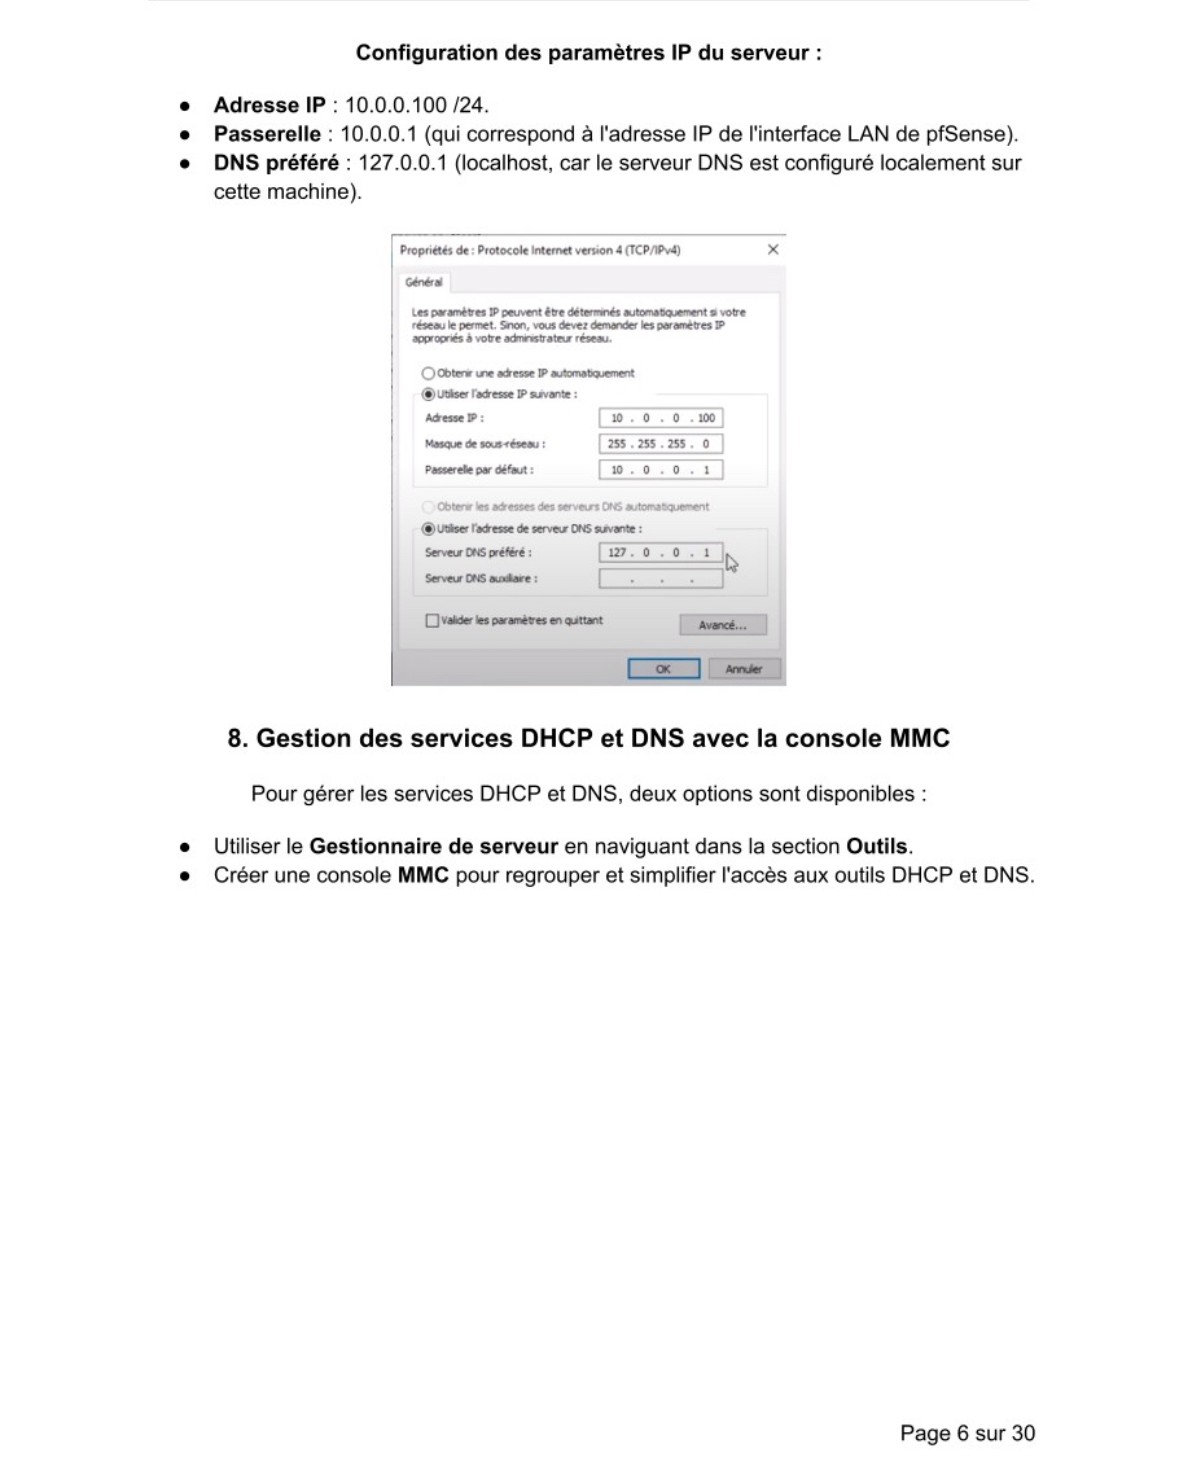 Configuration des paramètres IP du serveur :
● Adresse IP : 10.0.0.100 /24.
● Passerelle : 10.0.0.1 (qui correspond à l'adresse IP de l'interface LAN de pfSense).
● DNS préféré : 127.0.0.1 (localhost, car le serveur DNS est configuré localement sur
cette machine).
Propriétés de : Protocole Internet version 4 (TCP/IPv4)
Général
Les paramètres IP peuvent être déterminés automatiquement si votre
réseau le permet. Sinon, vous devez demander les paramètres IP
appropriés à votre administrateur réseau.
Obtenir une adresse IP automatiquement
Utiliser l'adresse IP suivante :
Adresse IP : 10 . 0 . 0 . 100
Masque de sous-réseau : 255 . 255 . 255 . 0
Passerelle par défaut : 10 . 0 . 0 . 1
Obtenir les adresses des serveurs DNS automatiquement
Utiliser l'adresse de serveur DNS suivante :
Serveur DNS préféré : 127 . 0 . 0 . 1
Serveur DNS auxiliaire : . . .
Valider les paramètres en quittant
Avancé...
OK Annuler
8. Gestion des services DHCP et DNS avec la console MMC
Pour gérer les services DHCP et DNS, deux options sont disponibles :
● Utiliser le Gestionnaire de serveur en naviguant dans la section Outils.
● Créer une console MMC pour regrouper et simplifier l'accès aux outils DHCP et DNS.
Page 6 sur 30